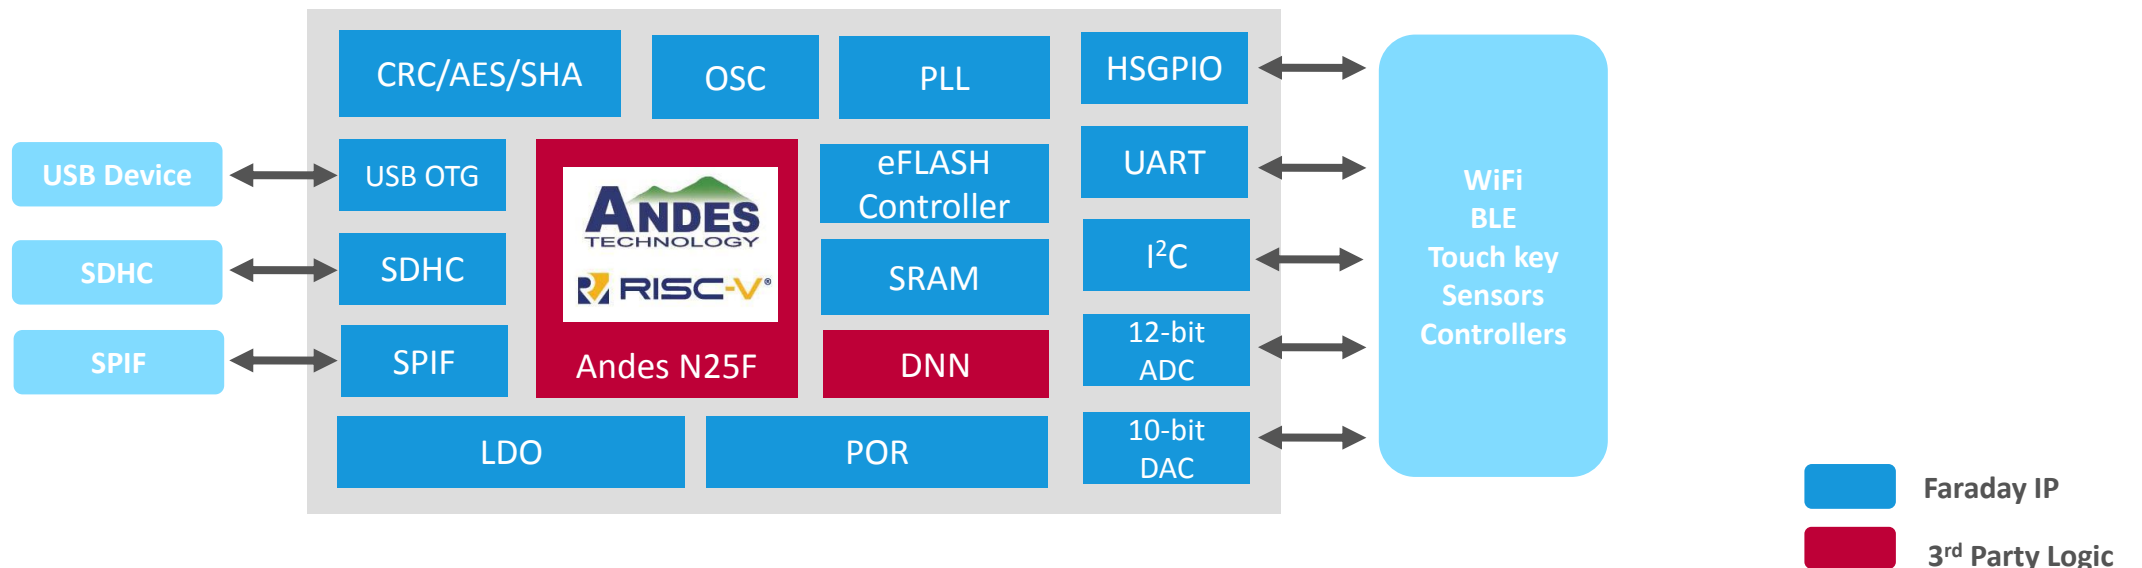 CRC/AES/SHA
OSC
PLL
HSGPIO
USB Device
USB OTG
ANDES
TECHNOLOGY
RISC-V®
Andes N25F
eFLASH
Controller
UART
SDHC
SDHC
SRAM
I²C
SPIF
SPIF
DNN
12-bit
ADC
LDO
POR
10-bit
DAC
WiFi
BLE
Touch key
Sensors
Controllers
Faraday IP
3rd Party Logic